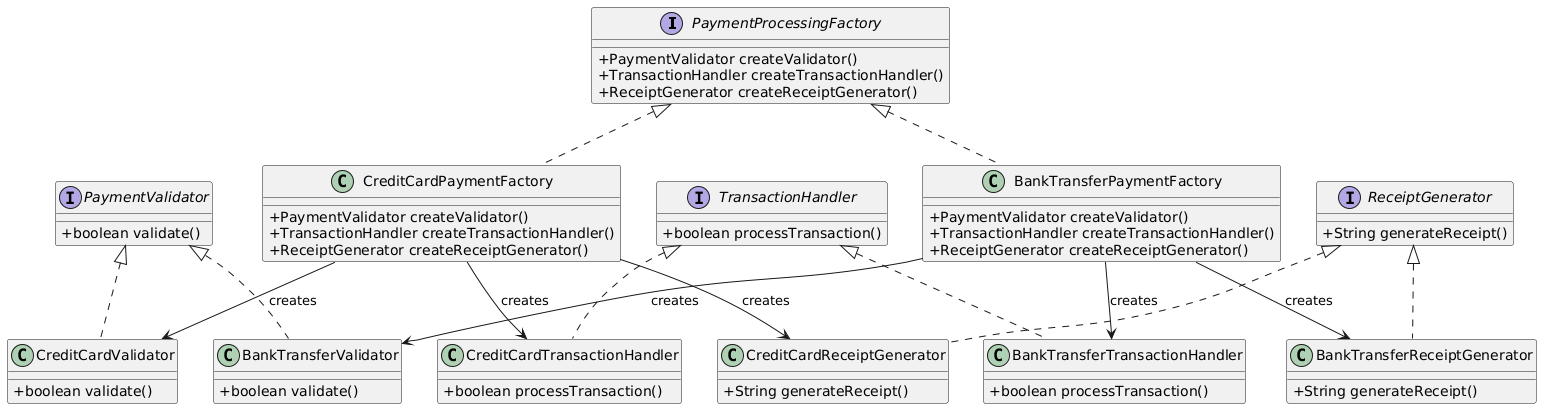 I PaymentProcessingFactory
+PaymentValidator createValidator()
+TransactionHandler createTransactionHandler()
+ReceiptGenerator createReceiptGenerator()
I PaymentValidator
+boolean validate()
C CreditCardPaymentFactory
+PaymentValidator createValidator()
+TransactionHandler createTransactionHandler()
+ReceiptGenerator createReceiptGenerator()
I TransactionHandler
+boolean processTransaction()
C BankTransferPaymentFactory
+PaymentValidator createValidator()
+TransactionHandler createTransactionHandler()
+ReceiptGenerator createReceiptGenerator()
I ReceiptGenerator
+String generateReceipt()
creates
creates
creates
creates
creates
creates
C CreditCardValidator
+boolean validate()
C BankTransferValidator
+boolean validate()
C CreditCardTransactionHandler
+boolean processTransaction()
C CreditCardReceiptGenerator
+String generateReceipt()
C BankTransferTransactionHandler
+boolean processTransaction()
C BankTransferReceiptGenerator
+String generateReceipt()